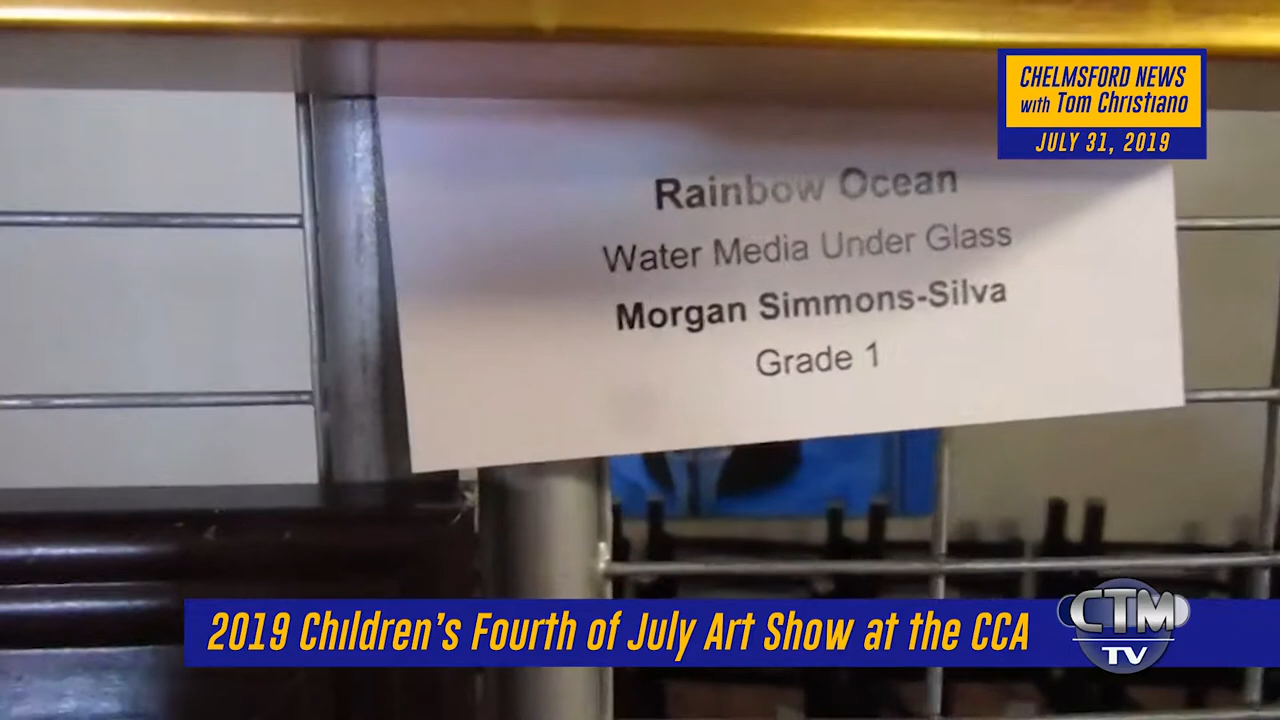 CHELMSFORD NEWS
with Tom Christiano
JULY 31, 2019
Rainbow Ocean
Water Media Under Glass
Morgan Simmons-Silva
Grade 1
2019 Children's Fourth of July Art Show at the CCA
CTM
TV